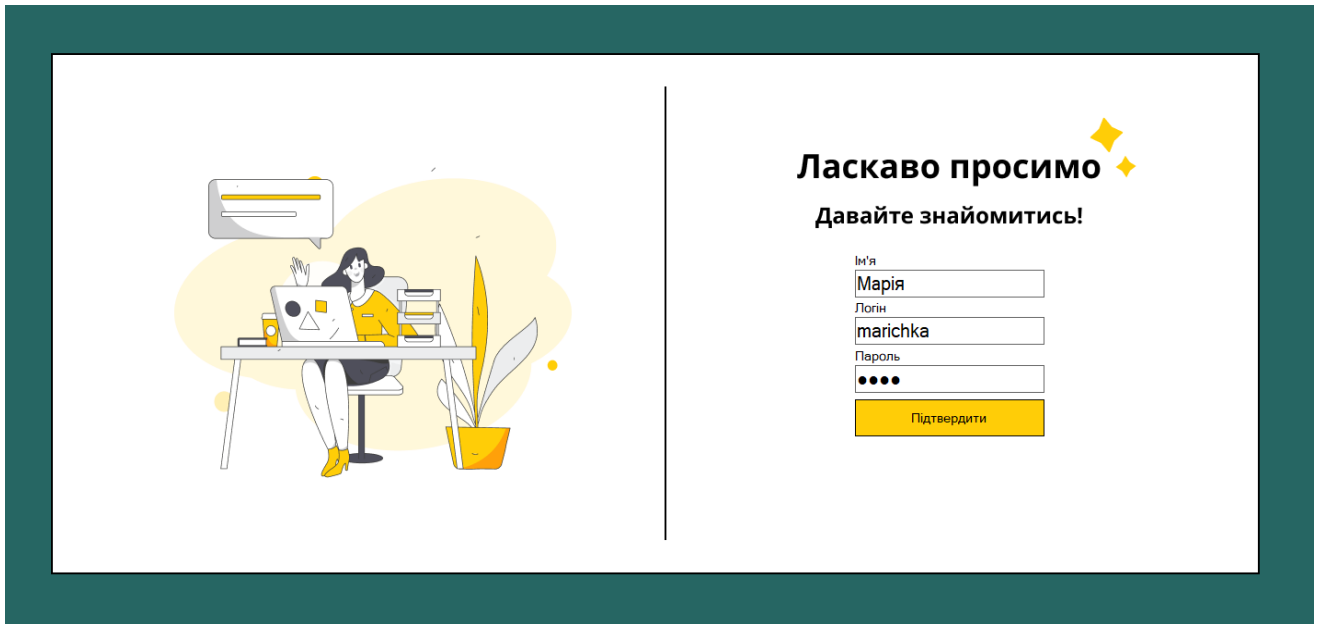 Ласкаво просимо
Давайте знайомитись!
Ім'я
Марія
Логін
marichka
Пароль
●●●●
Підтвердити